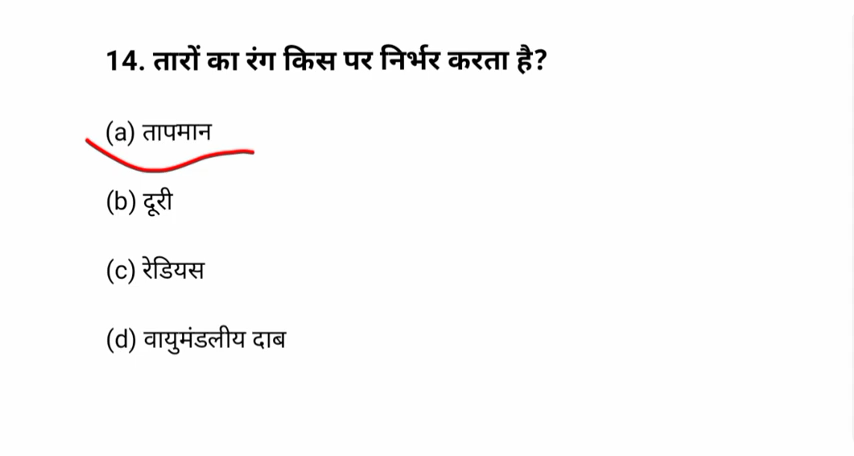 14. तारों का रंग किस पर निर्भर करता है?
(a) तापमान
(b) दूरी
(c) रेडियस
(d) वायुमंडलीय दाब